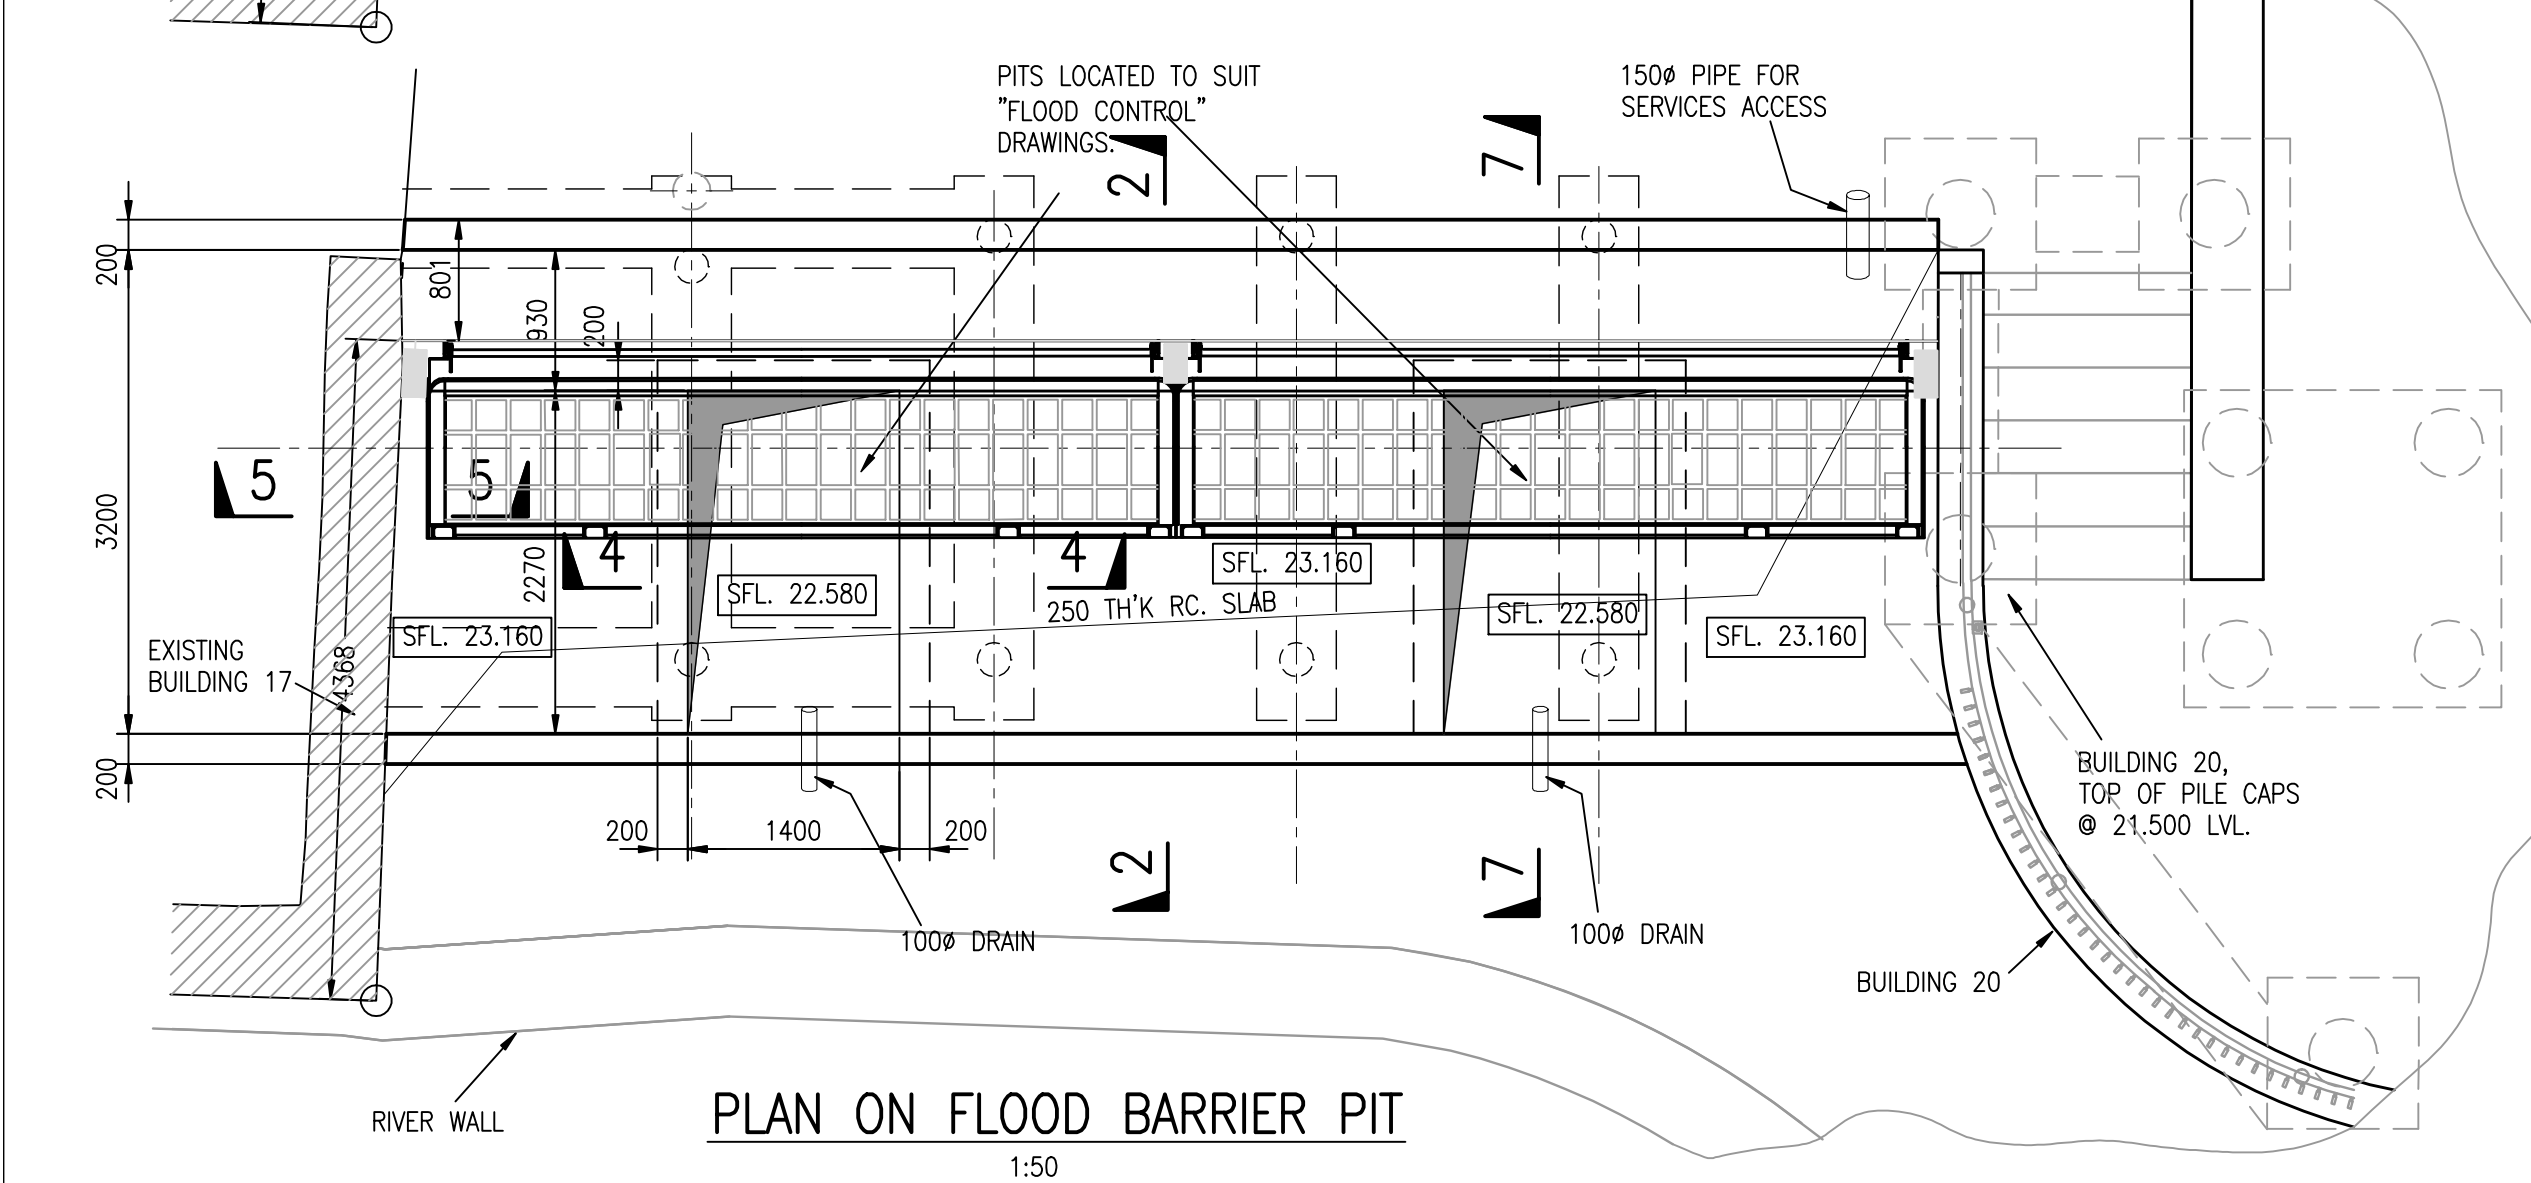 PITS LOCATED TO SUIT
"FLOOD CONTROL"
DRAWINGS.
150ø PIPE FOR
SERVICES ACCESS
2
7
200
801
930
200
3200
5
5
4
4
2270
SFL. 22.580
SFL. 23.160
250 TH'K RC. SLAB
SFL. 22.580
SFL. 23.160
SFL. 23.160
EXISTING
BUILDING 17
4368
200
200
1400
200
2
7
100ø DRAIN
100ø DRAIN
BUILDING 20,
TOP OF PILE CAPS
@ 21.500 LVL.
BUILDING 20
RIVER WALL
PLAN ON FLOOD BARRIER PIT
1:50